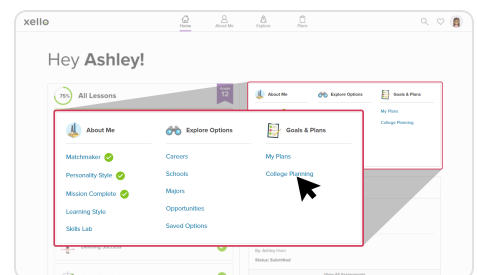 xello
Home
About Me
Explore
Plans
Hey Ashley!
75%
All Lessons
Grade
12
About Me
Explore Options
Goals & Plans
My Plans
College Planning
About Me
Explore Options
Goals & Plans
Matchmaker
Careers
My Plans
Personality Style
Schools
College Planning
Mission Complete
Majors
Learning Style
Opportunities
Skills Lab
Saved Options
Defining Success
Status: Submitted